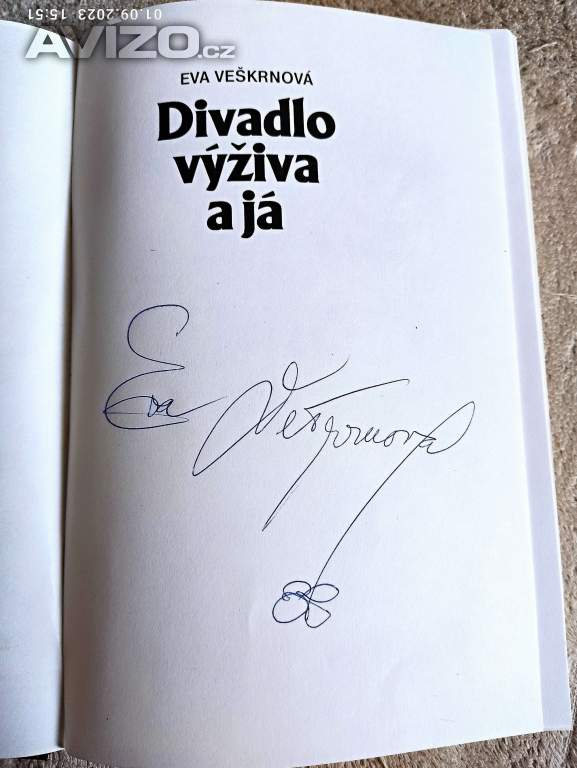 01.09.2023 15:51
AVIZO.cz
EVA VEŠKRNOVÁ
Divadlo
výživa
a já
Eva Veškrnová